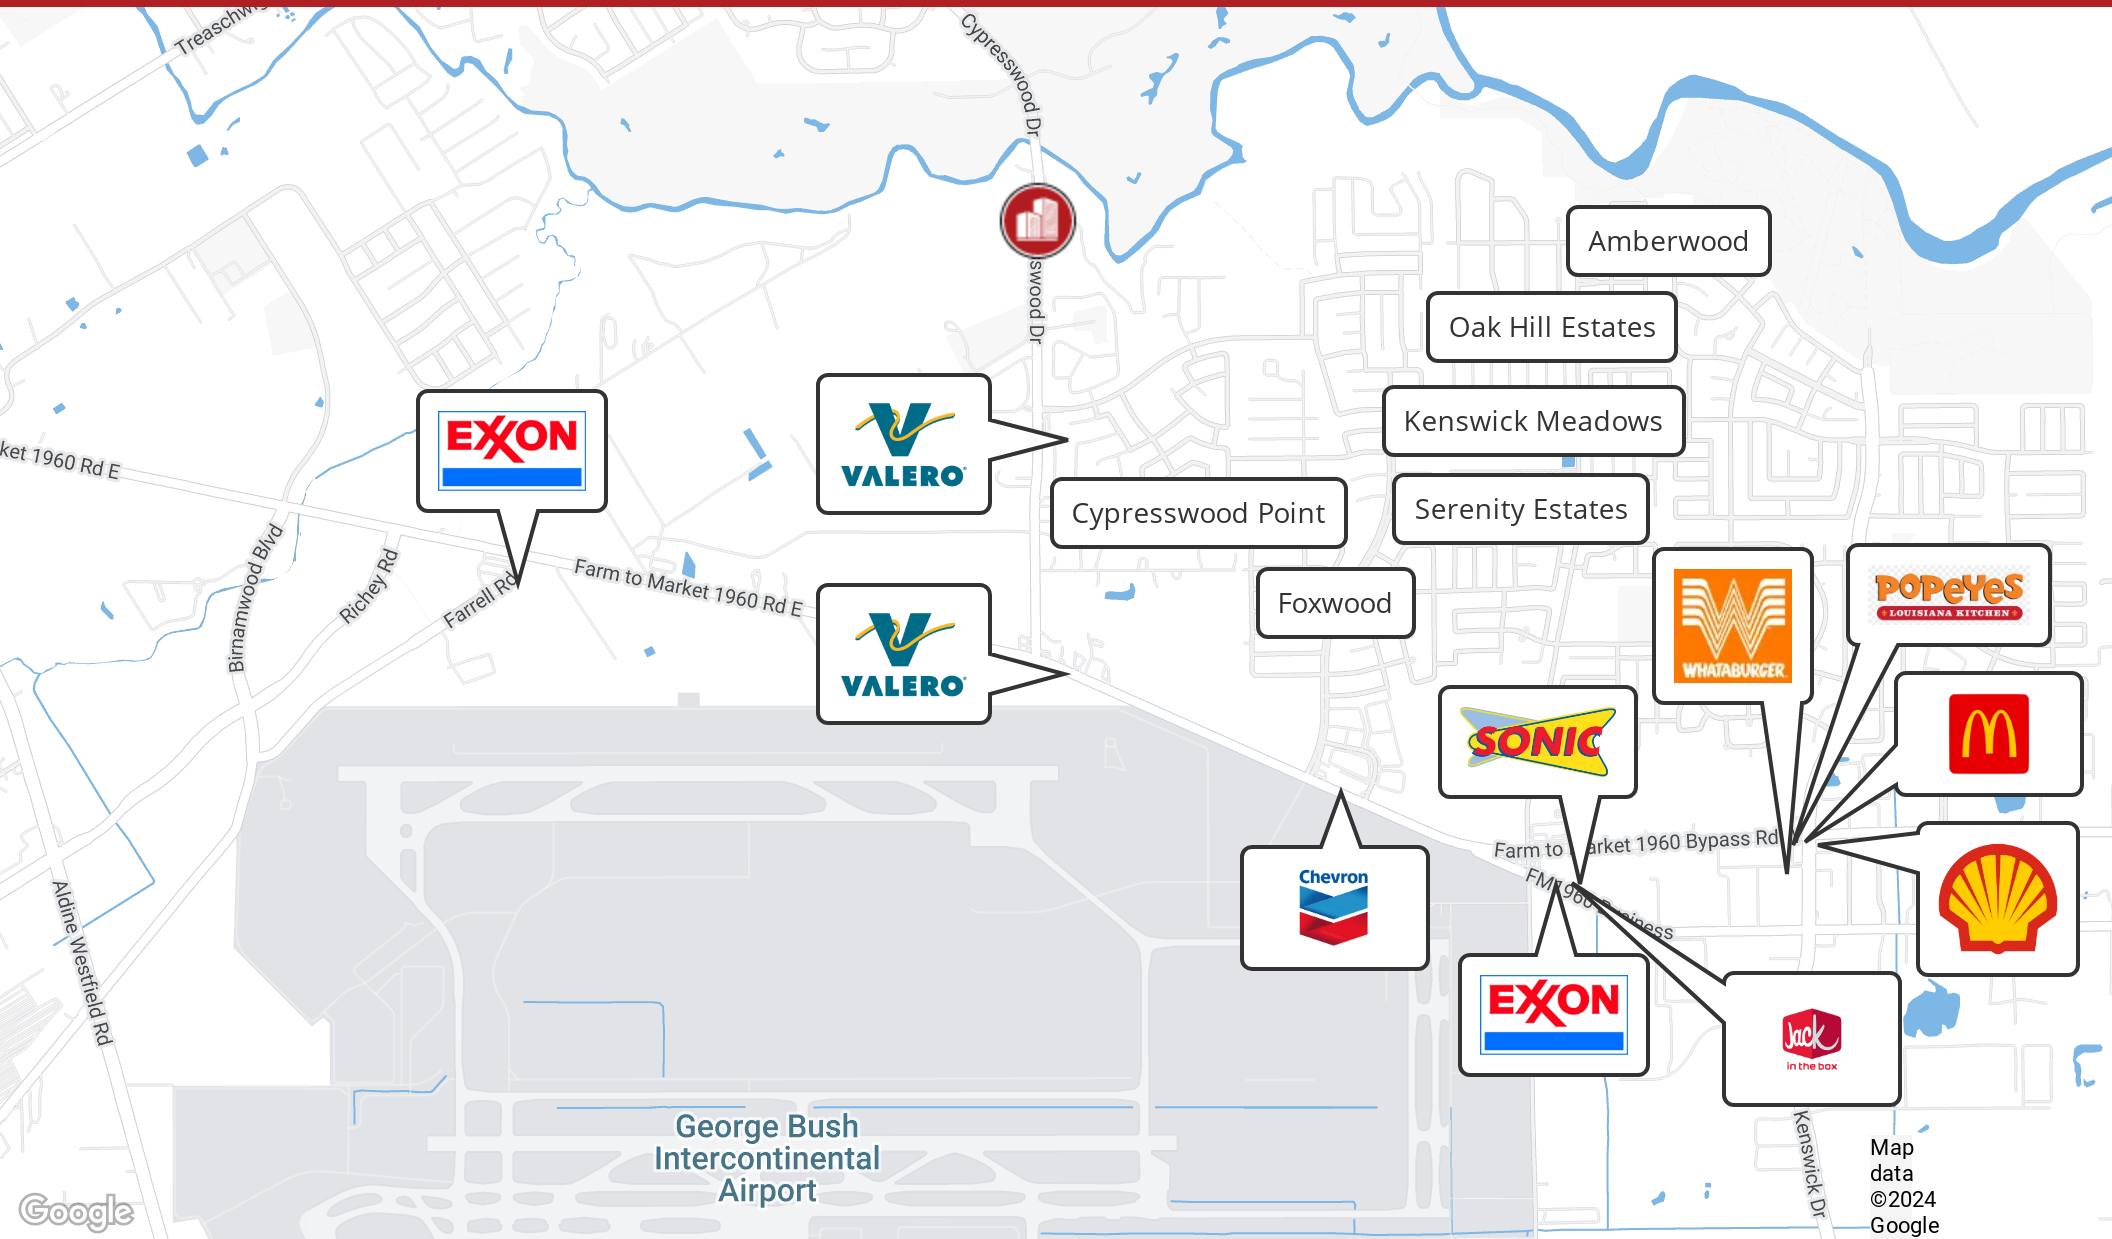 Treaschwig
Cypresswood Dr
swood Dr
Amberwood
Oak Hill Estates
Kenswick Meadows
Serenity Estates
Cypresswood Point
Foxwood
ket 1960 Rd E
EXXON
VALERO
Birnamwood Blvd
Richey Rd
Farrell Rd
Farm to Market 1960 Rd E
VALERO
WHATABURGER
POPEYES
LOUISIANA KITCHEN
SONIC
Farm to Market 1960 Bypass Rd
FM 1960 Business
Chevron
EXXON
Jack
in the box
Aldine Westfield Rd
George Bush
Intercontinental
Airport
Kenswick Dr
Google
Map
data
©2024
Google